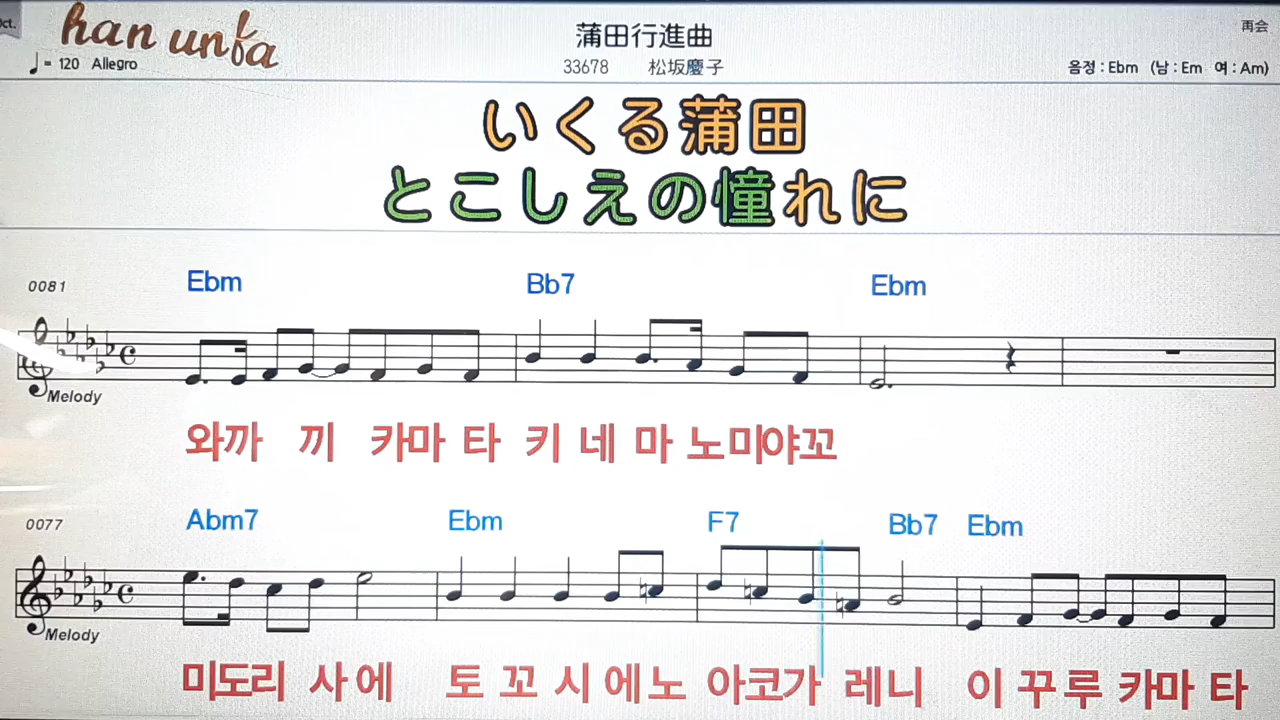 oct.
han unfa
♩= 120 Allegro
蒲田行進曲
33678 松坂慶子
再会
음정 : Ebm (남 : Em 여 : Am)
いくる蒲田
とこしえの憧れに
0081
Ebm Bb7 Ebm
Melody
와까 끼 카마 타 키 네 마 노미야꼬
0077
Abm7 Ebm F7 Bb7 Ebm
Melody
미도리 사에 토 꼬 시 에노 아코가 레니 이 꾸 루 카마 타